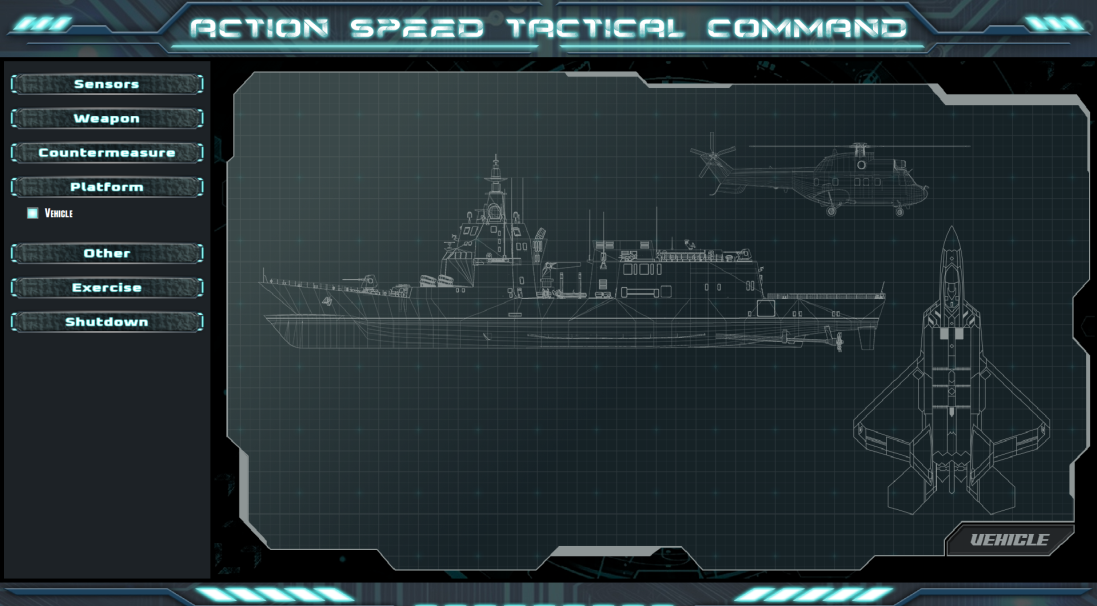 ACTION SPEED TACTICAL COMMAND
Sensors
Weapon
Countermeasure
Platform
Vehicle
Other
Exercise
Shutdown
VEHICLE